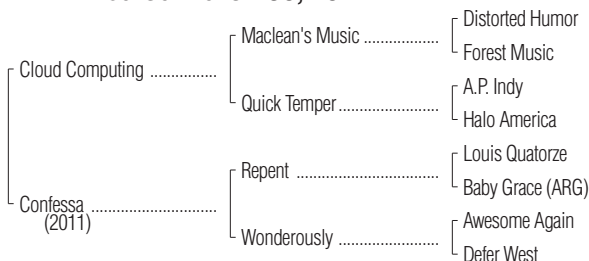 Distorted Humor
Maclean's Music ..................
Forest Music
Cloud Computing ................
A.P. Indy
Quick Temper ........................
Halo America
Louis Quatorze
Repent ..................................
Baby Grace (ARG)
Confessa ..............................
(2011)
Awesome Again
Wonderously ........................
Defer West